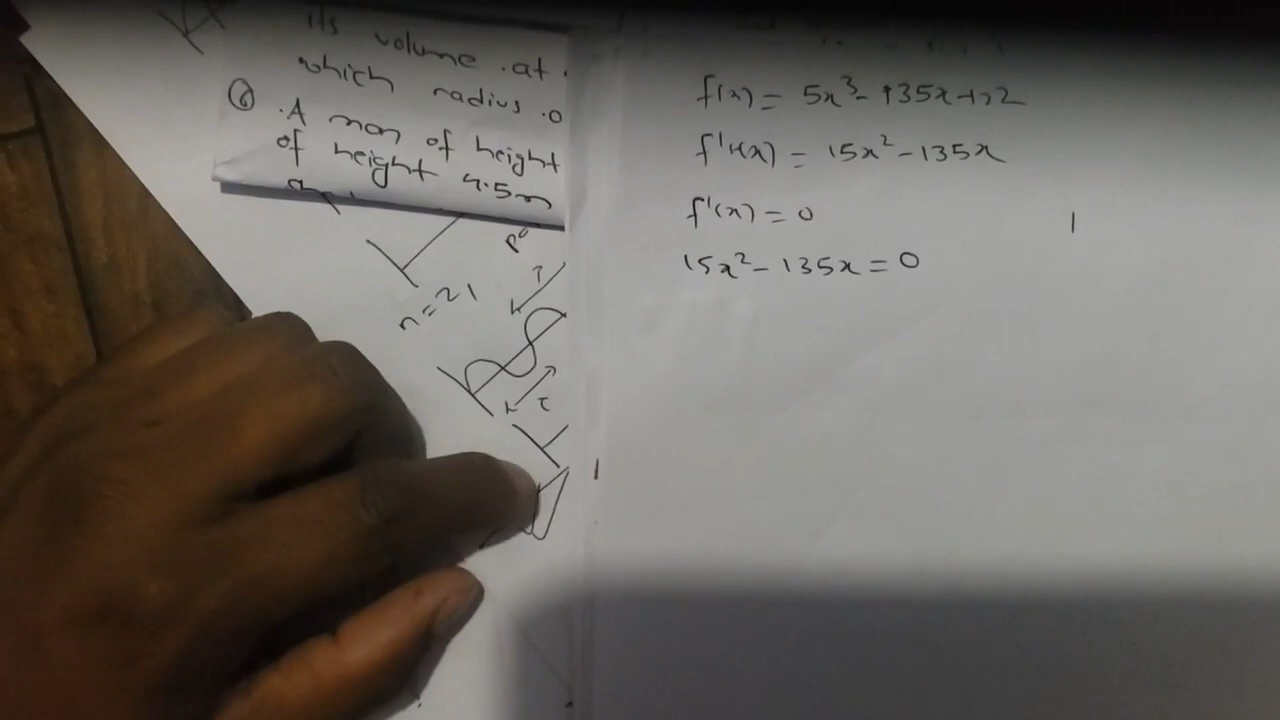 its volume .at.
which radius .o
⑥ .A man of height
of height 4.5m
n=21
f(x) = 5x³ - 135x+22
f'(x) = 15x² - 135x
f'(x) = 0
15x² - 135x = 0